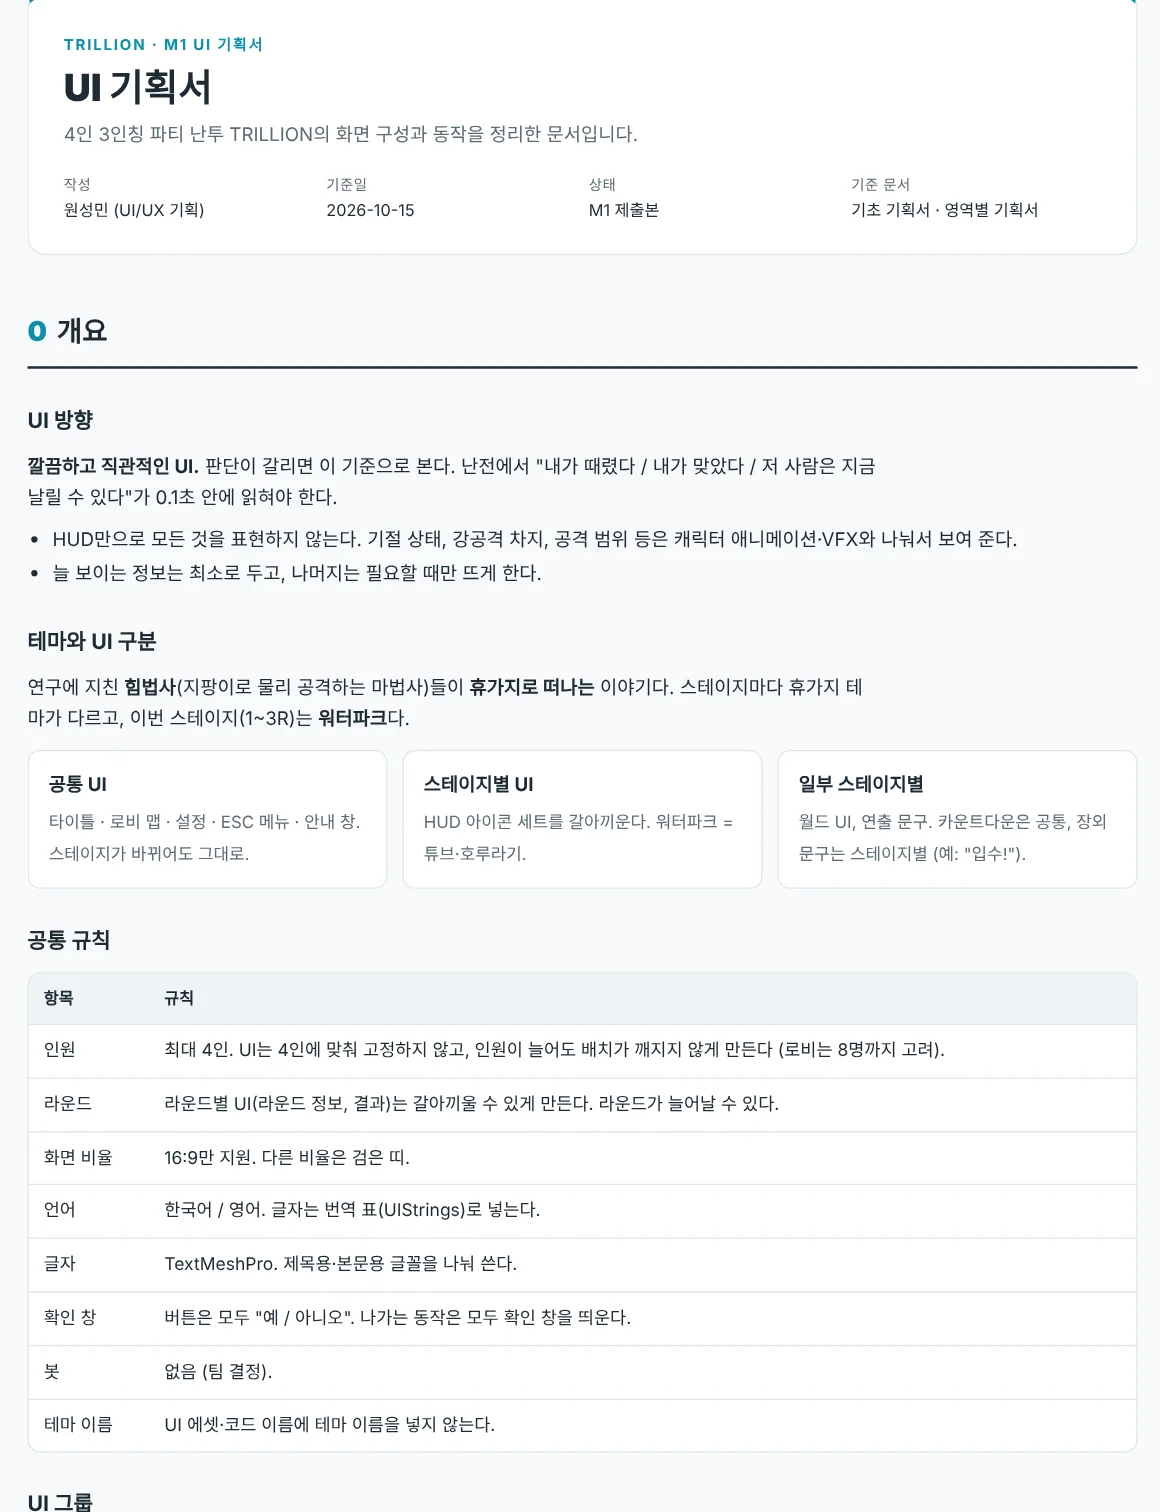 TRILLION · M1 UI 기획서
UI 기획서
4인 3인칭 파티 난투 TRILLION의 화면 구성과 동작을 정리한 문서입니다.
작성
원성민 (UI/UX 기획)
기준일
2026-10-15
상태
M1 제출본
기준 문서
기초 기획서 · 영역별 기획서
0 개요
UI 방향
깔끔하고 직관적인 UI. 판단이 갈리면 이 기준으로 본다. 난전에서 "내가 때렸다 / 내가 맞았다 / 저 사람은 지금
날릴 수 있다"가 0.1초 안에 읽혀야 한다.
• HUD만으로 모든 것을 표현하지 않는다. 기절 상태, 강공격 차지, 공격 범위 등은 캐릭터 애니메이션·VFX와 나눠서 보여 준다.
• 늘 보이는 정보는 최소로 두고, 나머지는 필요할 때만 뜨게 한다.
테마와 UI 구분
연구에 지친 힘법사(지팡이로 물리 공격하는 마법사)들이 휴가지로 떠나는 이야기다. 스테이지마다 휴가지 테
마가 다르고, 이번 스테이지(1~3R)는 워터파크다.
공통 UI
타이틀 · 로비 맵 · 설정 · ESC 메뉴 · 안내 창.
스테이지가 바뀌어도 그대로.
스테이지별 UI
HUD 아이콘 세트를 갈아끼운다. 워터파크 =
튜브·호루라기.
일부 스테이지별
월드 UI, 연출 문구. 카운트다운은 공통, 장외
문구는 스테이지별 (예: "입수!").
공통 규칙
항목 규칙
인원 최대 4인. UI는 4인에 맞춰 고정하지 않고, 인원이 늘어도 배치가 깨지지 않게 만든다 (로비는 8명까지 고려).
라운드 라운드별 UI(라운드 정보, 결과)는 갈아끼울 수 있게 만든다. 라운드가 늘어날 수 있다.
화면 비율 16:9만 지원. 다른 비율은 검은 띠.
언어 한국어 / 영어. 글자는 번역 표(UIStrings)로 넣는다.
글자 TextMeshPro. 제목용·본문용 글꼴을 나눠 쓴다.
확인 창 버튼은 모두 "예 / 아니오". 나가는 동작은 모두 확인 창을 띄운다.
봇 없음 (팀 결정).
테마 이름 UI 에셋·코드 이름에 테마 이름을 넣지 않는다.
UI 그룹